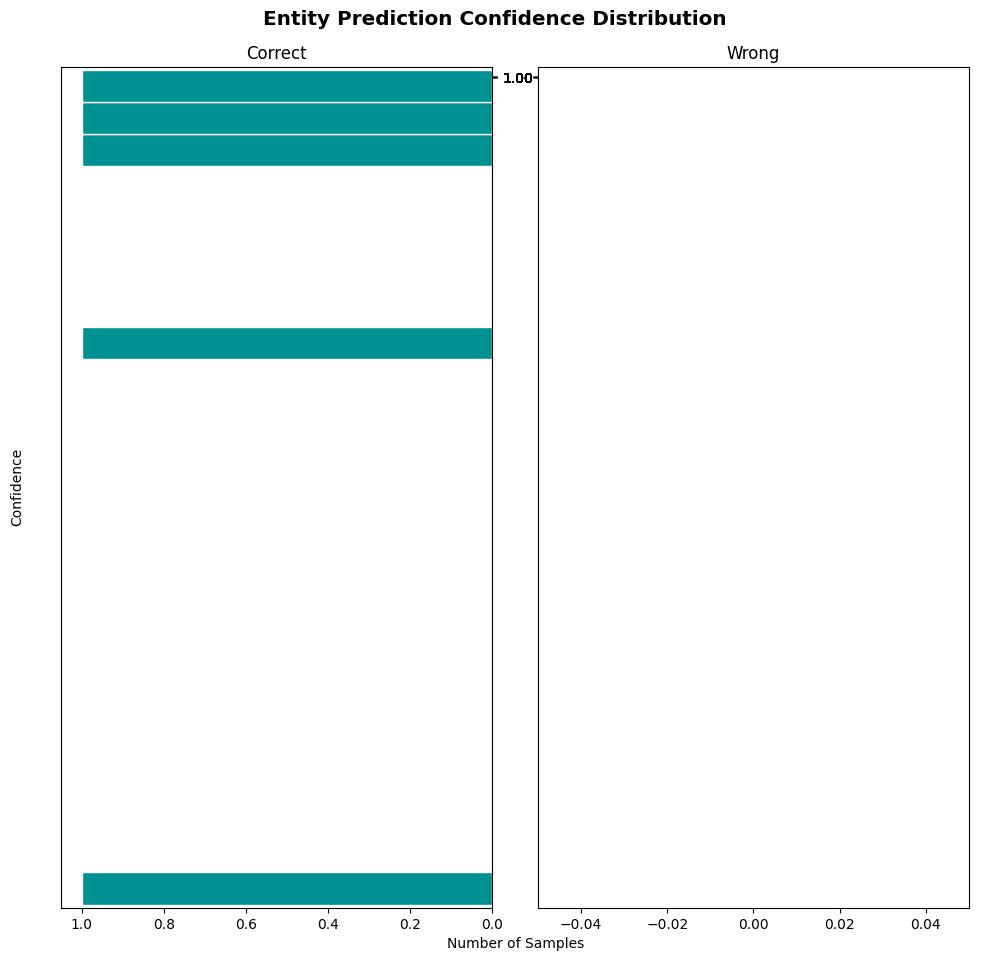 Entity Prediction Confidence Distribution
Correct
Wrong
1.00
Confidence
1.0 0.8 0.6 0.4 0.2 0.0
−0.04 −0.02 0.00 0.02 0.04
Number of Samples